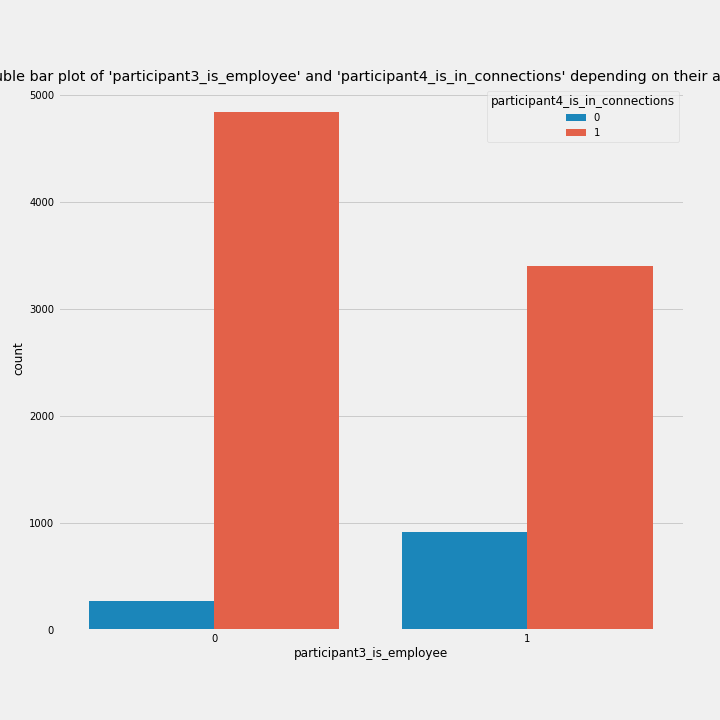 bar plot of 'participant3_is_employee' and 'participant4_is_in_connections' depending on their
5000
participant4_is_in_connections
0
1
4000
3000
count
2000
1000
0
0 1
participant3_is_employee